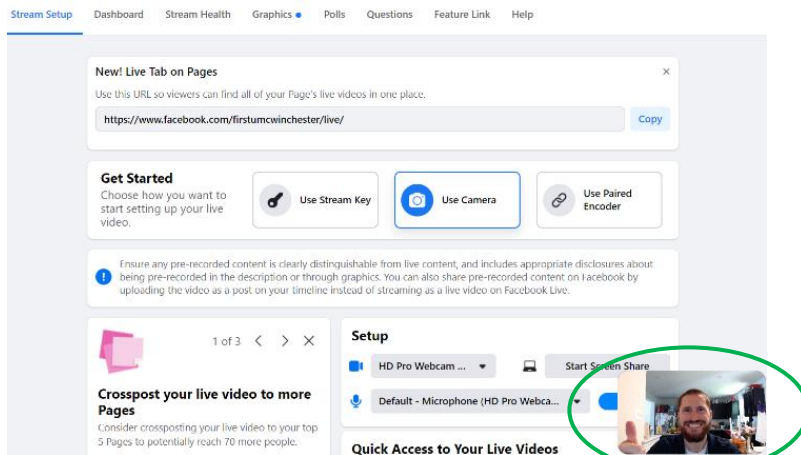 Stream Setup Dashboard Stream Health Graphics Polls Questions Feature Link Help
New! Live Tab on Pages
Use this URL so viewers can find all of your Page's live videos in one place.
https://www.facebook.com/firstumcwinchester/live/ Copy
Get Started
Choose how you want to
start setting up your live
video.
Use Stream Key
Use Camera
Use Paired
Encoder
Ensure any pre-recorded content is clearly distinguishable from live content, and includes appropriate disclosures about
being pre-recorded in the description or through graphics. You can also share pre-recorded content on Facebook by
uploading the video as a post on your timeline instead of streaming as a live video on Facebook Live.
1 of 3
Crosspost your live video to more
Pages
Consider crossposting your live video to your top
5 Pages to potentially reach 70 more people.
Setup
HD Pro Webcam ... Start Screen Share
Default - Microphone (HD Pro Webca...
Quick Access to Your Live Videos